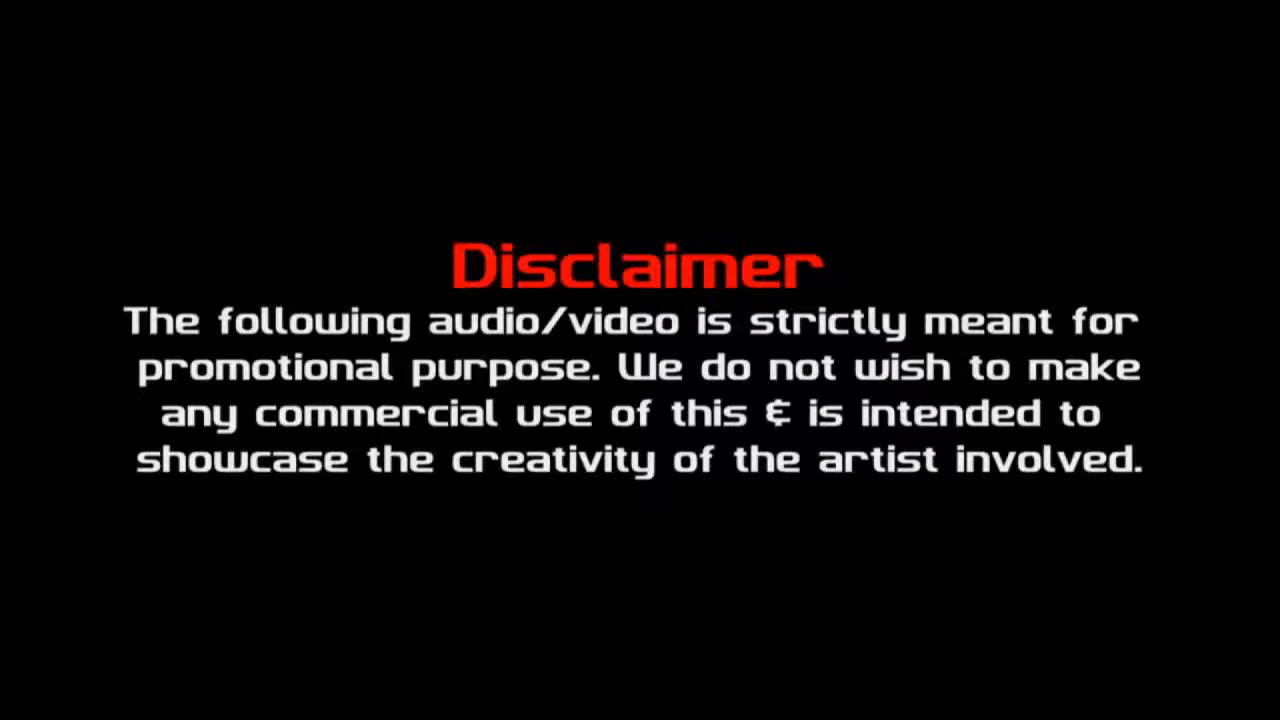 Disclaimer
The following audio/video is strictly meant for
promotional purpose. We do not wish to make
any commercial use of this & is intended to
showcase the creativity of the artist involved.